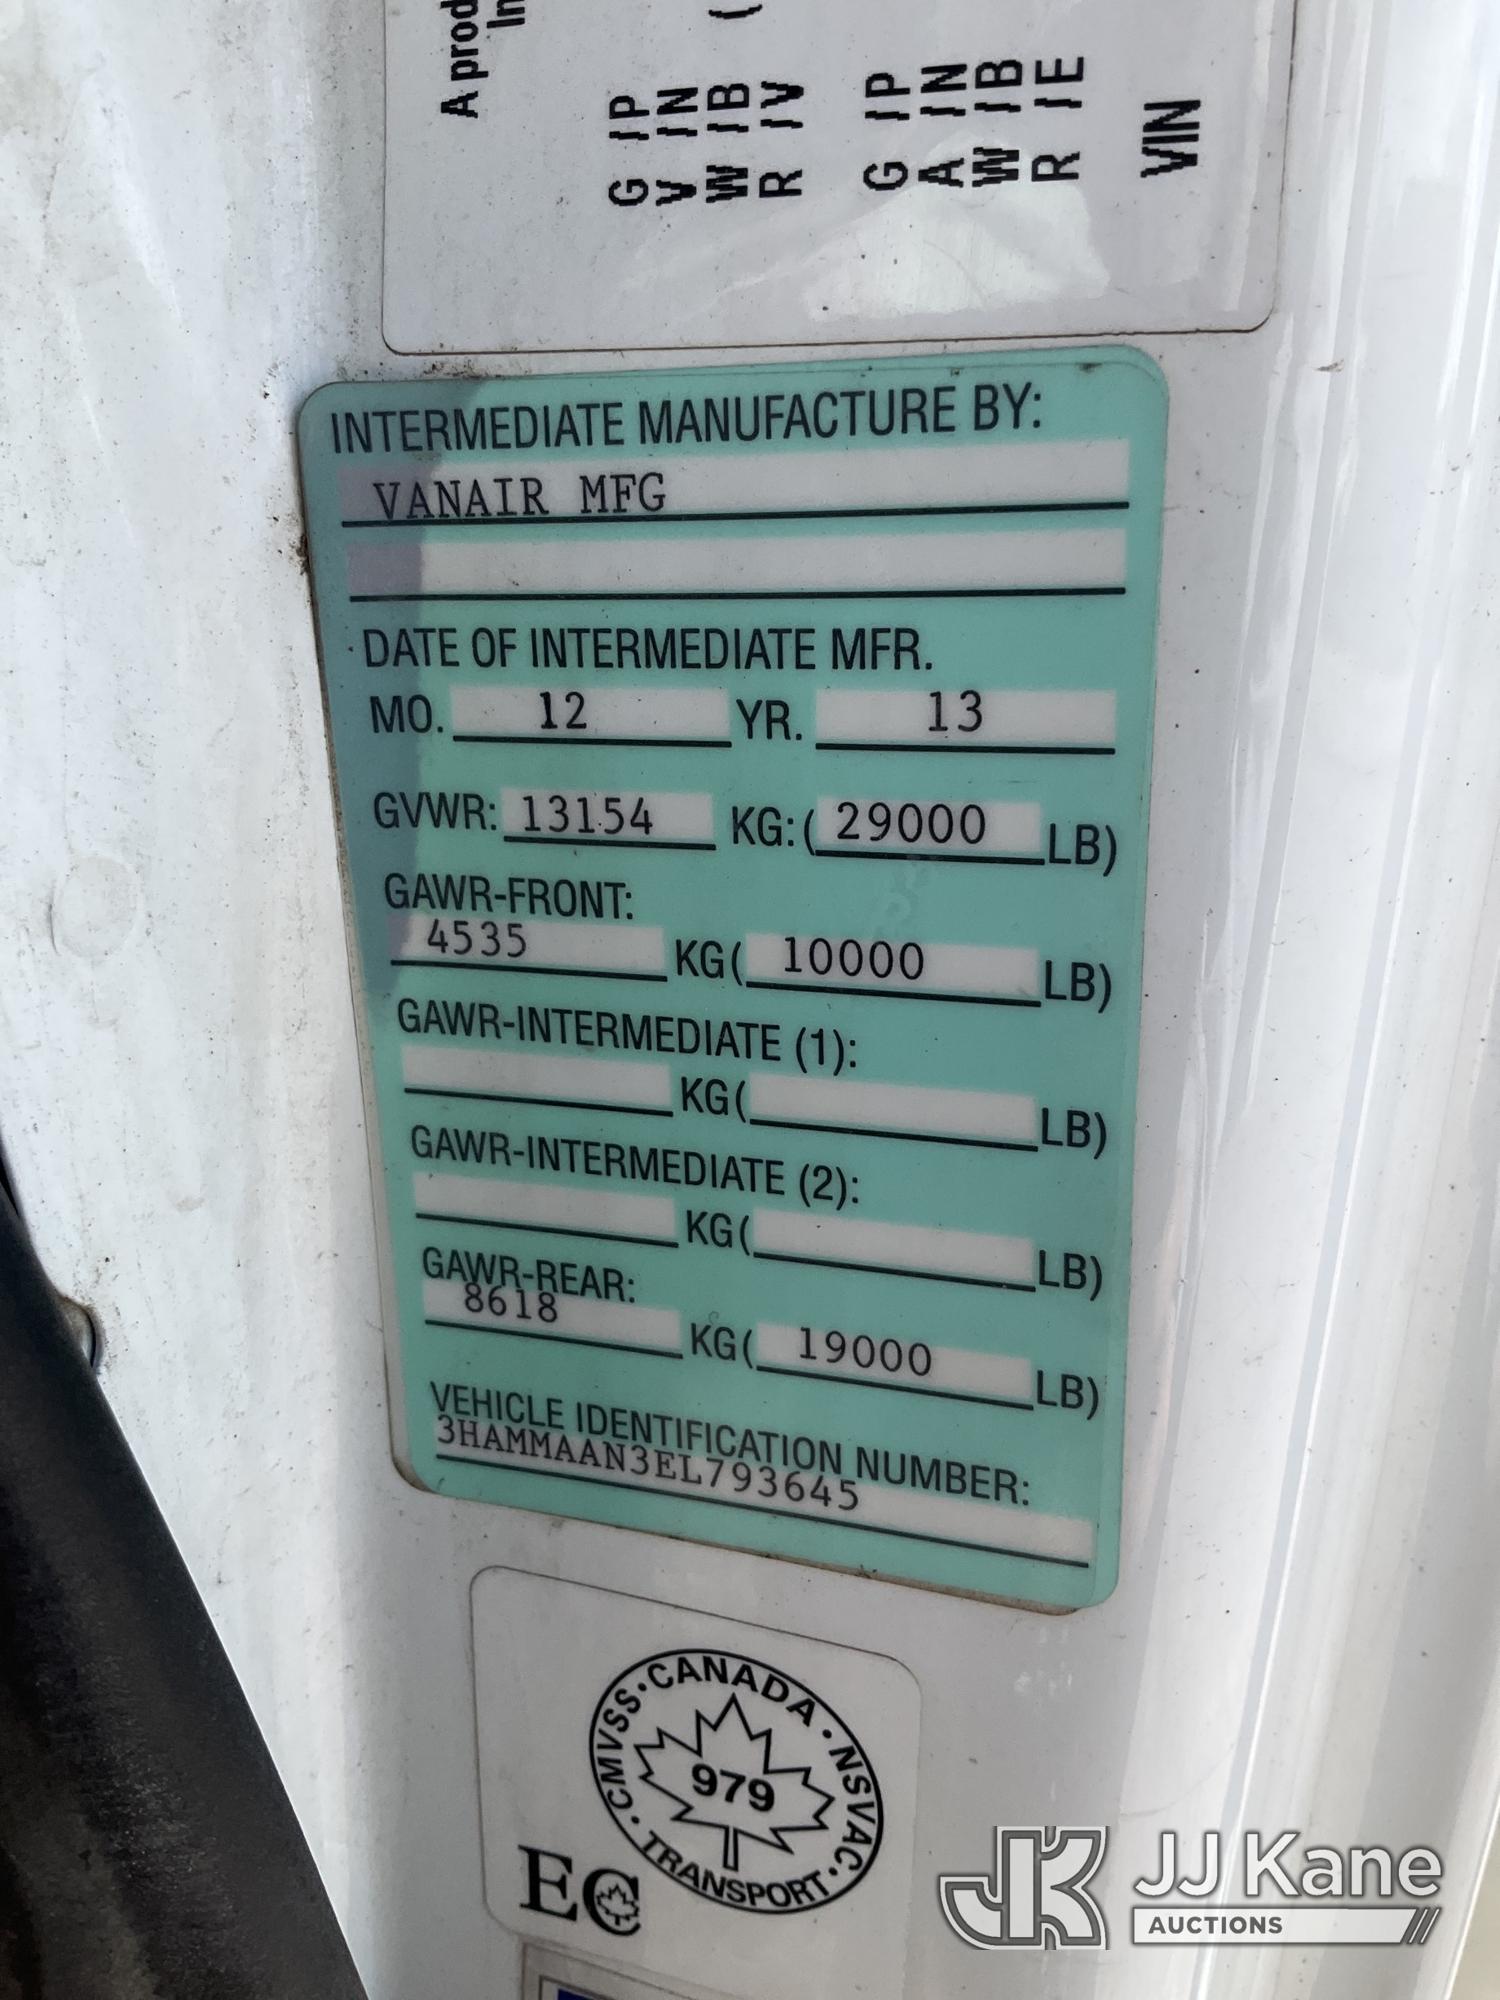 A prod
In
G /P
V /N
W /B (
R /V
G /P
A /N
W /B
R /E
VIN
INTERMEDIATE MANUFACTURE BY:
VANAIR MFG
DATE OF INTERMEDIATE MFR.
MO. 12 YR. 13
GVWR: 13154 KG: ( 29000 LB)
GAWR-FRONT:
4535 KG( 10000 LB)
GAWR-INTERMEDIATE (1):
KG( LB)
GAWR-INTERMEDIATE (2):
KG( LB)
GAWR-REAR:
8618 KG( 19000 LB)
VEHICLE IDENTIFICATION NUMBER:
3HAMMAAN3EL793645
CANADA · NSVAC · TRANSPORT · CMVSS ·
979
EC
JK JJ Kane
AUCTIONS